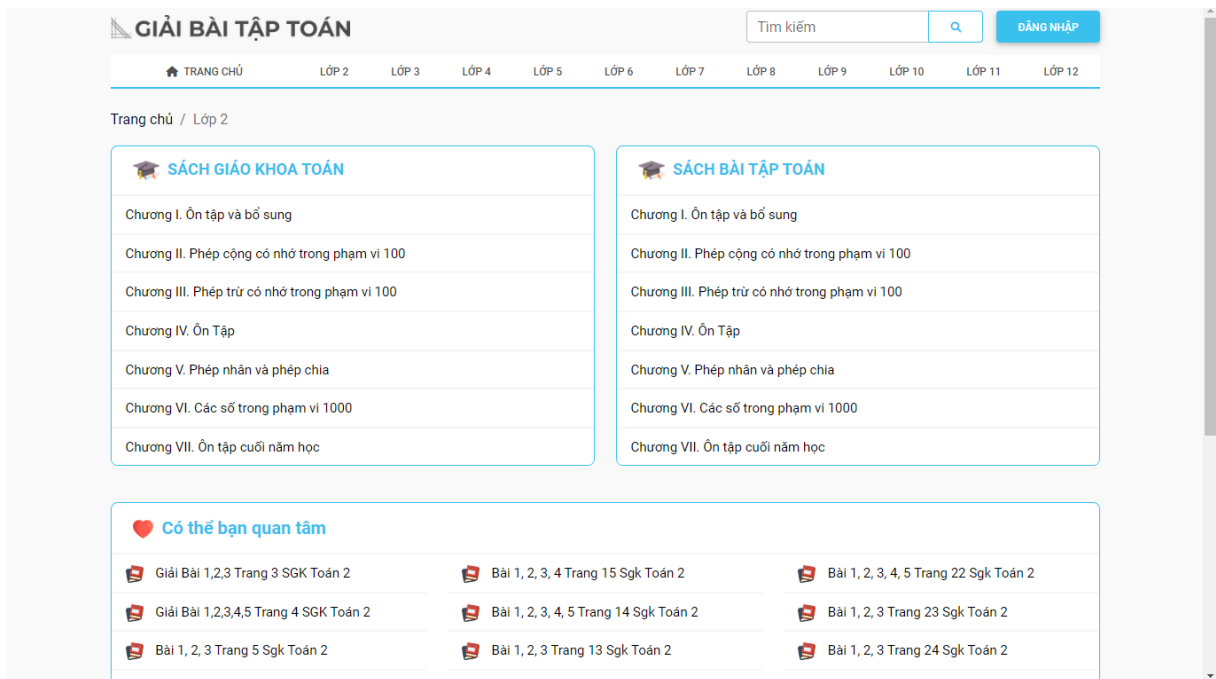 GIẢI BÀI TẬP TOÁN
Tìm kiếm
ĐĂNG NHẬP
TRANG CHỦ LỚP 2 LỚP 3 LỚP 4 LỚP 5 LỚP 6 LỚP 7 LỚP 8 LỚP 9 LỚP 10 LỚP 11 LỚP 12
Trang chủ / Lớp 2
SÁCH GIÁO KHOA TOÁN
Chương I. Ôn tập và bổ sung
Chương II. Phép cộng có nhớ trong phạm vi 100
Chương III. Phép trừ có nhớ trong phạm vi 100
Chương IV. Ôn Tập
Chương V. Phép nhân và phép chia
Chương VI. Các số trong phạm vi 1000
Chương VII. Ôn tập cuối năm học
SÁCH BÀI TẬP TOÁN
Chương I. Ôn tập và bổ sung
Chương II. Phép cộng có nhớ trong phạm vi 100
Chương III. Phép trừ có nhớ trong phạm vi 100
Chương IV. Ôn Tập
Chương V. Phép nhân và phép chia
Chương VI. Các số trong phạm vi 1000
Chương VII. Ôn tập cuối năm học
Có thể bạn quan tâm
Giải Bài 1,2,3 Trang 3 SGK Toán 2
Giải Bài 1,2,3,4,5 Trang 4 SGK Toán 2
Bài 1, 2, 3 Trang 5 Sgk Toán 2
Bài 1, 2, 3, 4 Trang 15 Sgk Toán 2
Bài 1, 2, 3, 4, 5 Trang 14 Sgk Toán 2
Bài 1, 2, 3 Trang 13 Sgk Toán 2
Bài 1, 2, 3, 4, 5 Trang 22 Sgk Toán 2
Bài 1, 2, 3 Trang 23 Sgk Toán 2
Bài 1, 2, 3 Trang 24 Sgk Toán 2